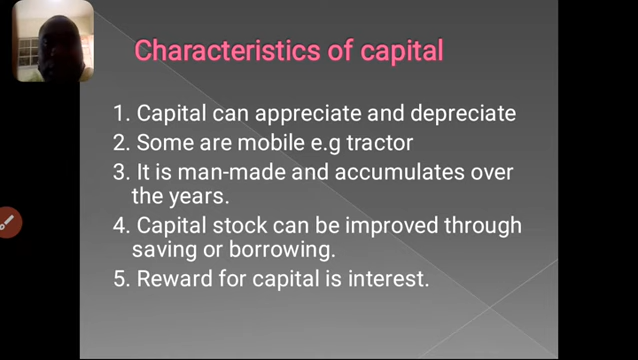 Characteristics of capital
1. Capital can appreciate and depreciate
2. Some are mobile e.g tractor
3. It is man-made and accumulates over
the years.
4. Capital stock can be improved through
saving or borrowing.
5. Reward for capital is interest.